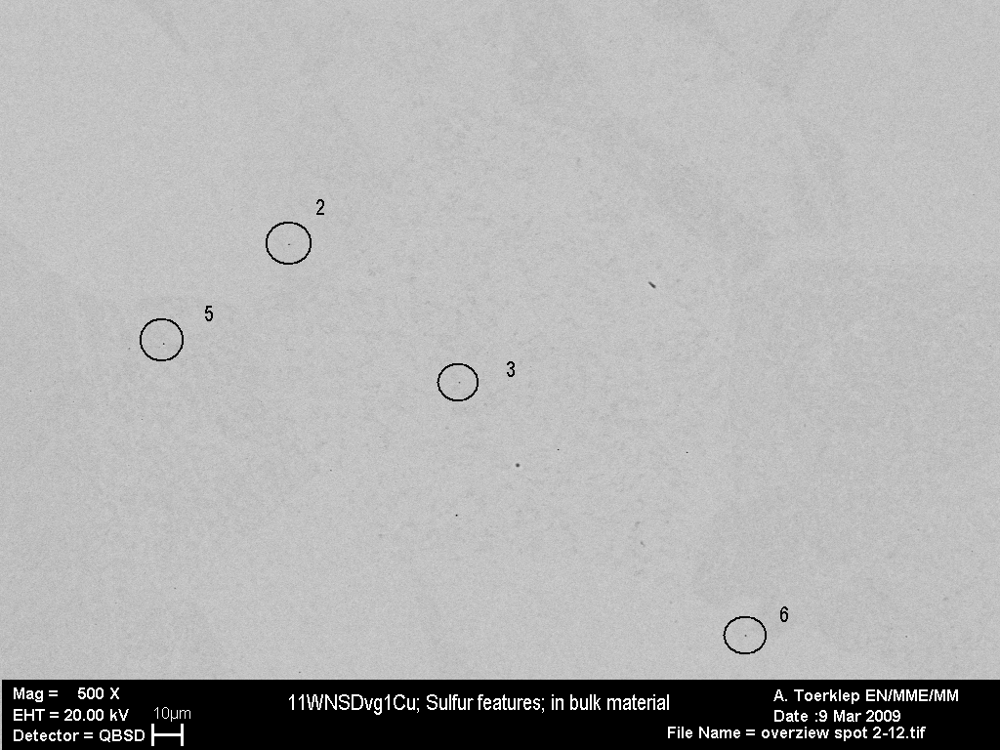 2
5
3
6
Mag = 500 X
EHT = 20.00 kV
Detector = QBSD
10µm
11WNSDvg1Cu; Sulfur features; in bulk material
A. Toerklep EN/MME/MM
Date :9 Mar 2009
File Name = overziew spot 2-12.tif